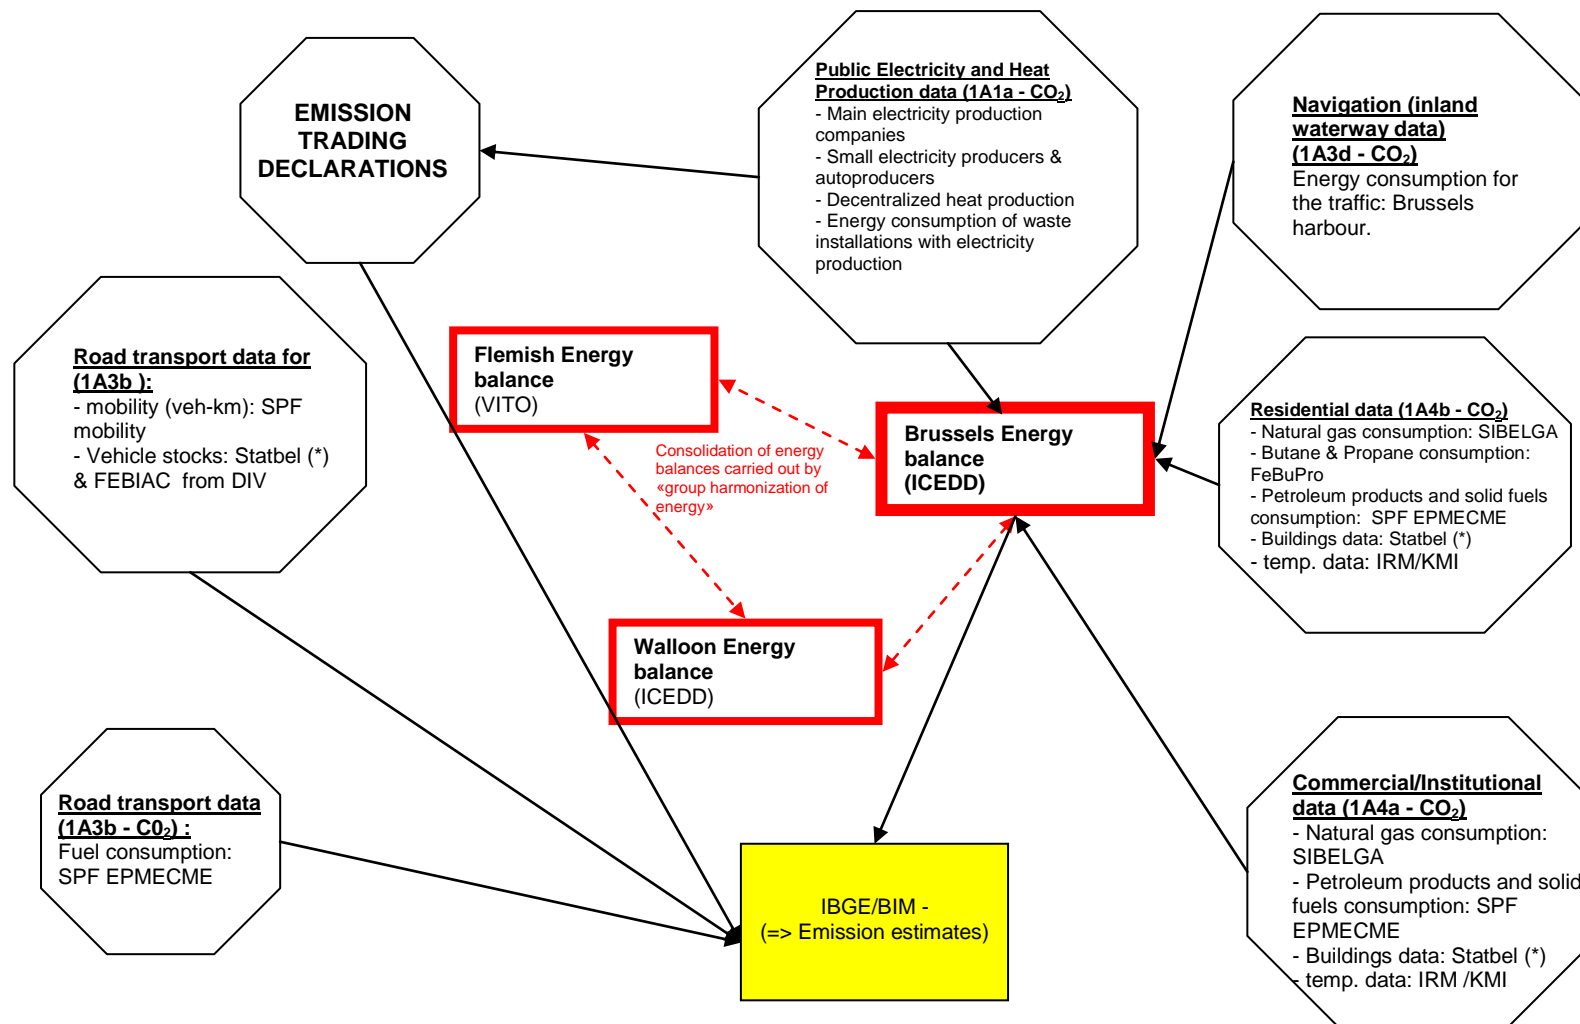 EMISSION
TRADING
DECLARATIONS
Public Electricity and Heat
Production data (1A1a - CO₂)
- Main electricity production
companies
- Small electricity producers &
autoproducers
- Decentralized heat production
- Energy consumption of waste
installations with electricity
production
Navigation (inland
waterway data)
(1A3d - CO₂)
Energy consumption for
the traffic: Brussels
harbour.
Road transport data for
(1A3b ):
- mobility (veh-km): SPF
mobility
- Vehicle stocks: Statbel (*)
& FEBIAC from DIV
Flemish Energy
balance
(VITO)
Consolidation of energy
balances carried out by
«group harmonization of
energy»
Brussels Energy
balance
(ICEDD)
Residential data (1A4b - CO₂)
- Natural gas consumption: SIBELGA
- Butane & Propane consumption:
FeBuPro
- Petroleum products and solid fuels
consumption: SPF EPMECME
- Buildings data: Statbel (*)
- temp. data: IRM/KMI
Walloon Energy
balance
(ICEDD)
Road transport data
(1A3b - C0₂) :
Fuel consumption:
SPF EPMECME
IBGE/BIM -
(=> Emission estimates)
Commercial/Institutional
data (1A4a - CO₂)
- Natural gas consumption:
SIBELGA
- Petroleum products and solid
fuels consumption: SPF
EPMECME
- Buildings data: Statbel (*)
- temp. data: IRM /KMI